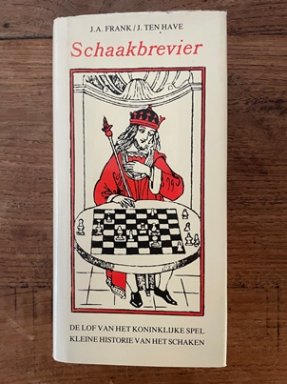 J.A. FRANK/J. TEN HAVE
Schaakbrevier
DE LOF VAN HET KONINKLIJKE SPEL
KLEINE HISTORIE VAN HET SCHAKEN